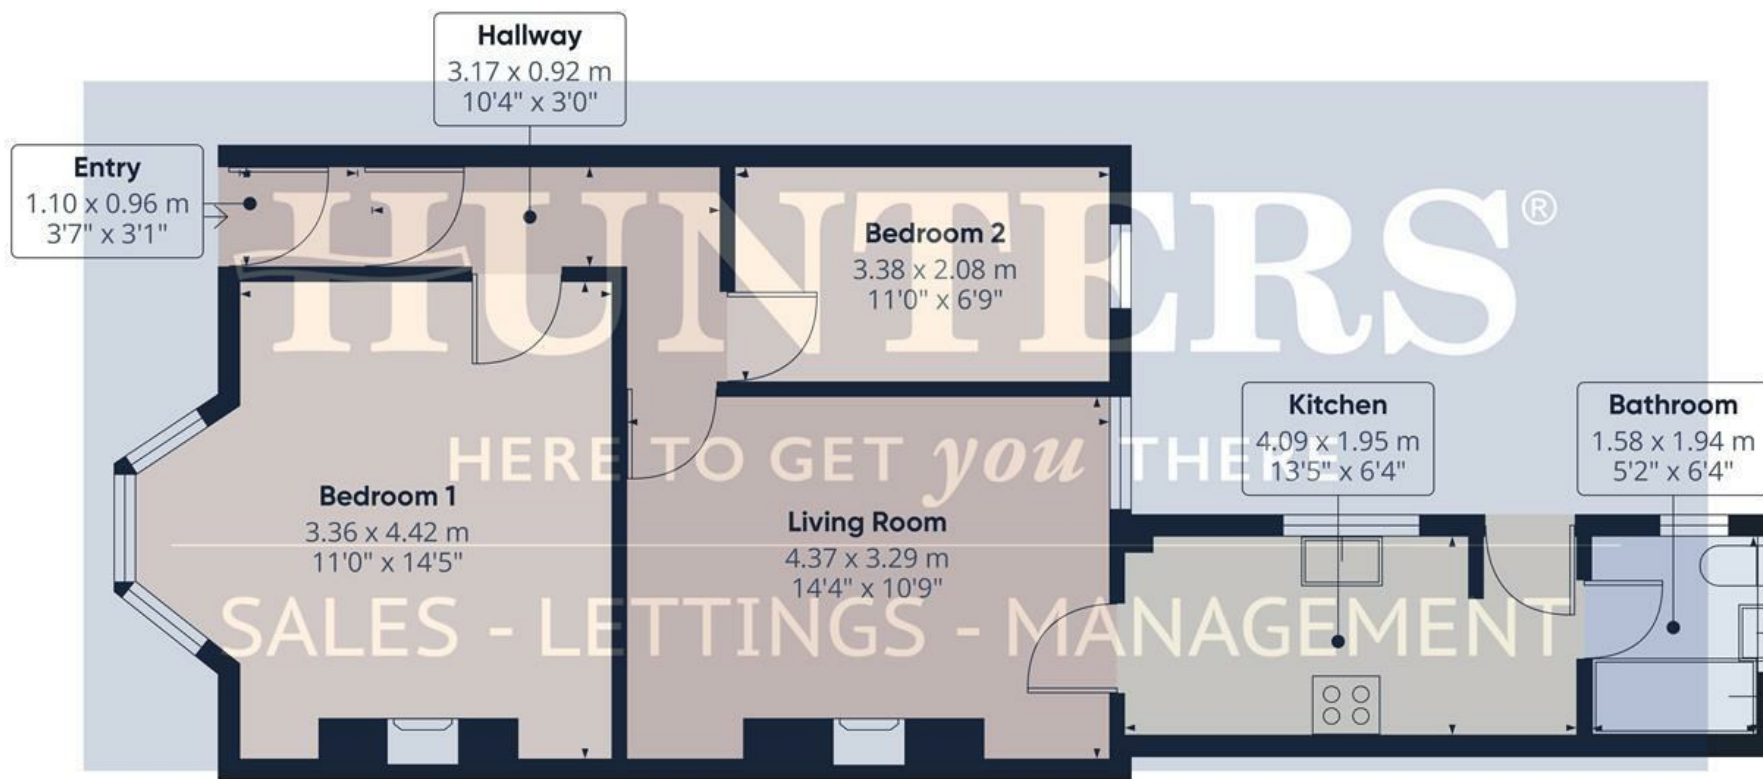 Hallway
3.17 x 0.92 m
10'4" x 3'0"
Entry
1.10 x 0.96 m
3'7" x 3'1"
HUNTERS®
Bedroom 2
3.38 x 2.08 m
11'0" x 6'9"
Kitchen
4.09 x 1.95 m
13'5" x 6'4"
Bathroom
1.58 x 1.94 m
5'2" x 6'4"
HERE TO GET you THERE
Bedroom 1
3.36 x 4.42 m
11'0" x 14'5"
Living Room
4.37 x 3.29 m
14'4" x 10'9"
SALES - LETTINGS - MANAGEMENT